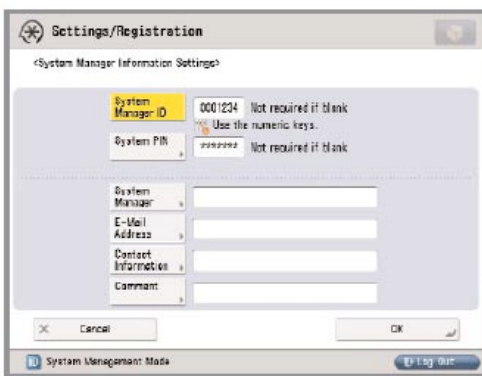 Settings/Registration
<System Manager Information Settings>
System Manager ID
0001234 Not required if blank
Use the numeric keys.
System PIN
******* Not required if blank
System Manager
E-Mail Address
Contact Information
Comment
Cancel
OK
System Management Mode
Log Out